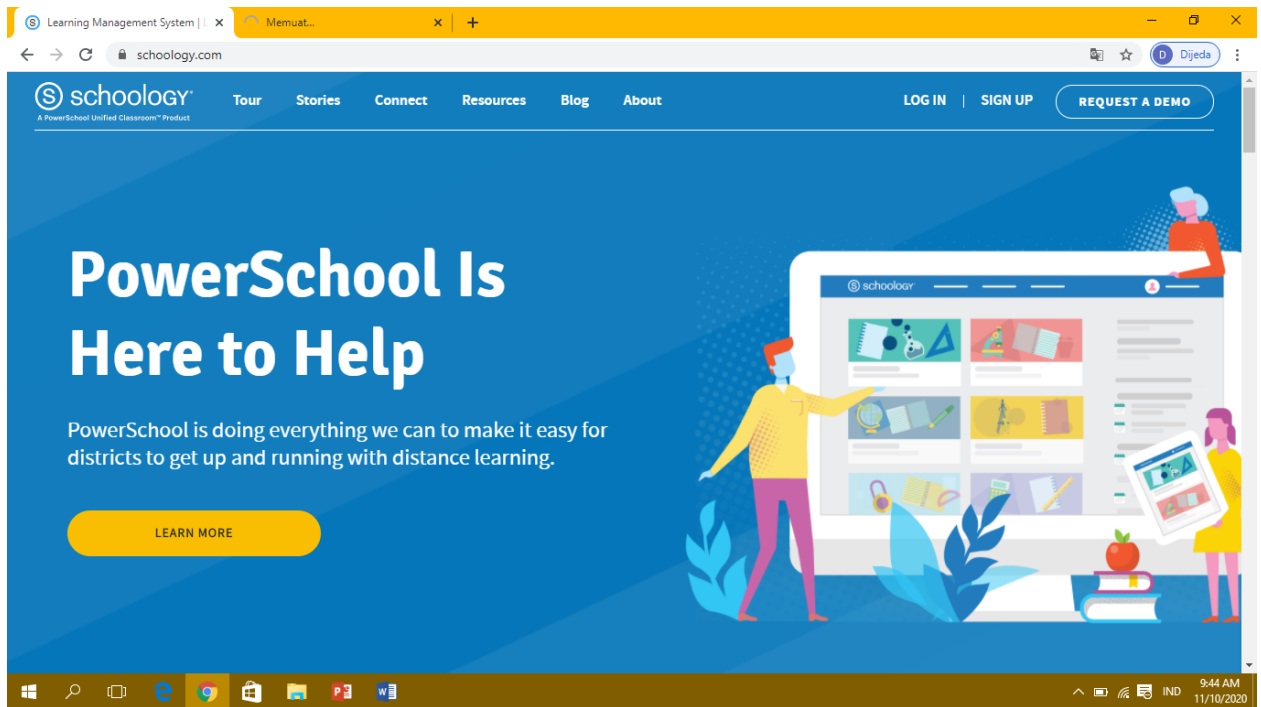 Learning Management System | L
Memuat...
schoology.com
Dijeda
D
schoology
A PowerSchool Unified Classroom™ Product
Tour
Stories
Connect
Resources
Blog
About
LOG IN | SIGN UP
REQUEST A DEMO
PowerSchool Is
Here to Help
PowerSchool is doing everything we can to make it easy for
districts to get up and running with distance learning.
LEARN MORE
schoology
IND
9:44 AM
11/10/2020